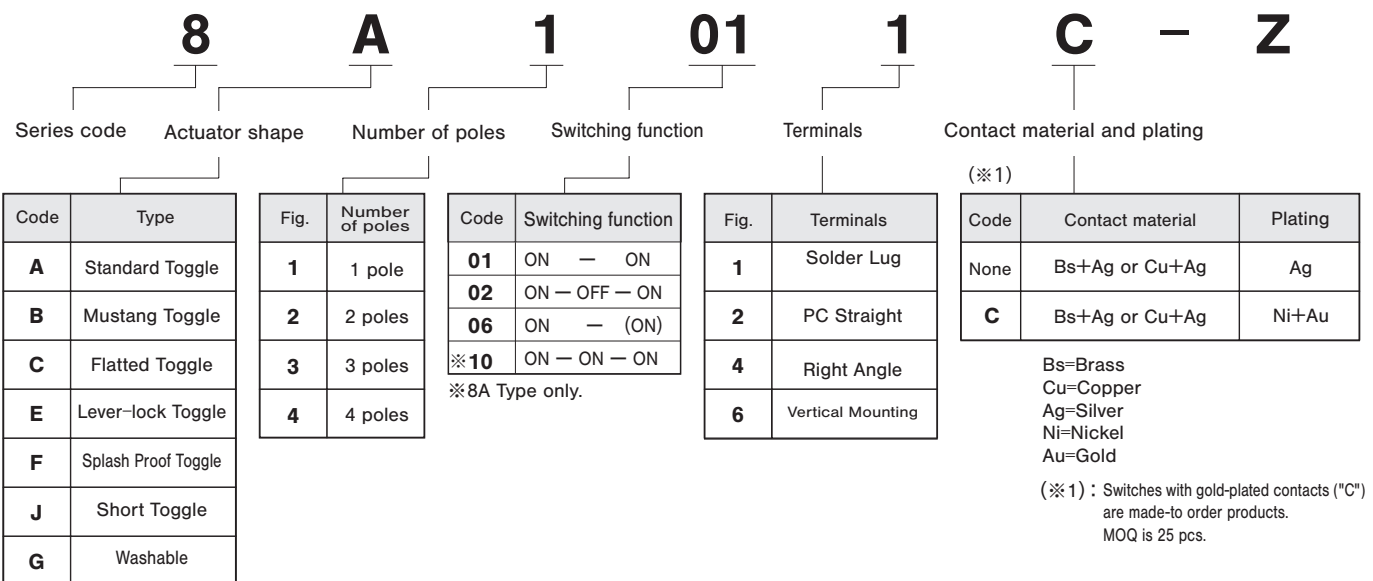 8 A 1 01 1 C − Z
Series code Actuator shape Number of poles Switching function Terminals Contact material and plating
(※1)
Code Type
A Standard Toggle
B Mustang Toggle
C Flatted Toggle
E Lever−lock Toggle
F Splash Proof Toggle
J Short Toggle
G Washable
Fig. Number of poles
1 1 pole
2 2 poles
3 3 poles
4 4 poles
Code Switching function
01 ON − ON
02 ON − OFF − ON
06 ON − (ON)
※10 ON − ON − ON
※8A Type only.
Fig. Terminals
1 Solder Lug
2 PC Straight
4 Right Angle
6 Vertical Mounting
Code Contact material Plating
None Bs+Ag or Cu+Ag Ag
C Bs+Ag or Cu+Ag Ni+Au
Bs=Brass
Cu=Copper
Ag=Silver
Ni=Nickel
Au=Gold
(※1) : Switches with gold-plated contacts ("C")
are made-to order products.
MOQ is 25 pcs.